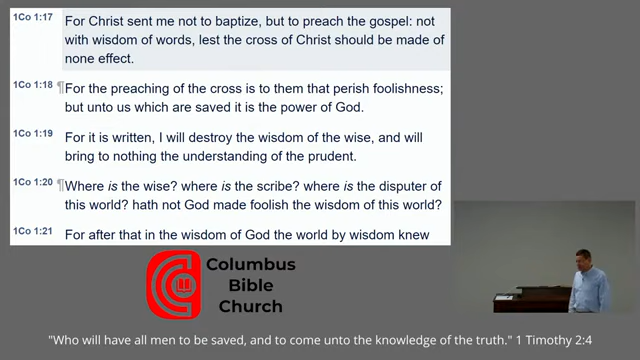 1Co 1:17 For Christ sent me not to baptize, but to preach the gospel: not
with wisdom of words, lest the cross of Christ should be made of
none effect.
1Co 1:18 ¶For the preaching of the cross is to them that perish foolishness;
but unto us which are saved it is the power of God.
1Co 1:19 For it is written, I will destroy the wisdom of the wise, and will
bring to nothing the understanding of the prudent.
1Co 1:20 ¶Where is the wise? where is the scribe? where is the disputer of
this world? hath not God made foolish the wisdom of this world?
1Co 1:21 For after that in the wisdom of God the world by wisdom knew
Columbus
Bible
Church
"Who will have all men to be saved, and to come unto the knowledge of the truth." 1 Timothy 2:4